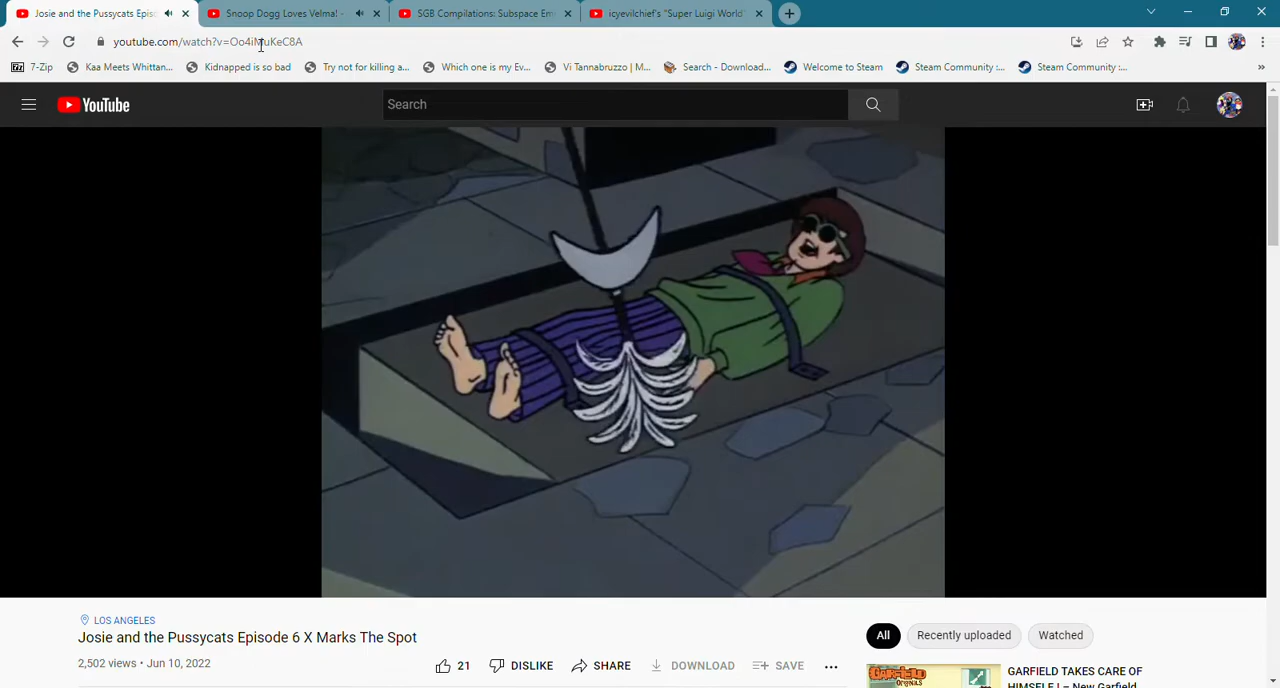 Josie and the Pussycats Epis
Snoop Dogg Loves Velma! -
SGB Compilations: Subspace Em
icyevilchief's "Super Luigi World"
youtube.com/watch?v=Oo4iMuKeC8A
7-Zip
Kaa Meets Whittan...
Kidnapped is so bad
Try not for killing a...
Which one is my Ev...
Vi Tannabruzzo | M...
Search - Download...
Welcome to Steam
Steam Community :...
Steam Community :...
YouTube
Search
LOS ANGELES
Josie and the Pussycats Episode 6 X Marks The Spot
2,502 views • Jun 10, 2022
21
DISLIKE
SHARE
DOWNLOAD
SAVE
All
Recently uploaded
Watched
GARFIELD TAKES CARE OF
HIMSELF ! – New Garfield
GARFIELD
ORIGINALS